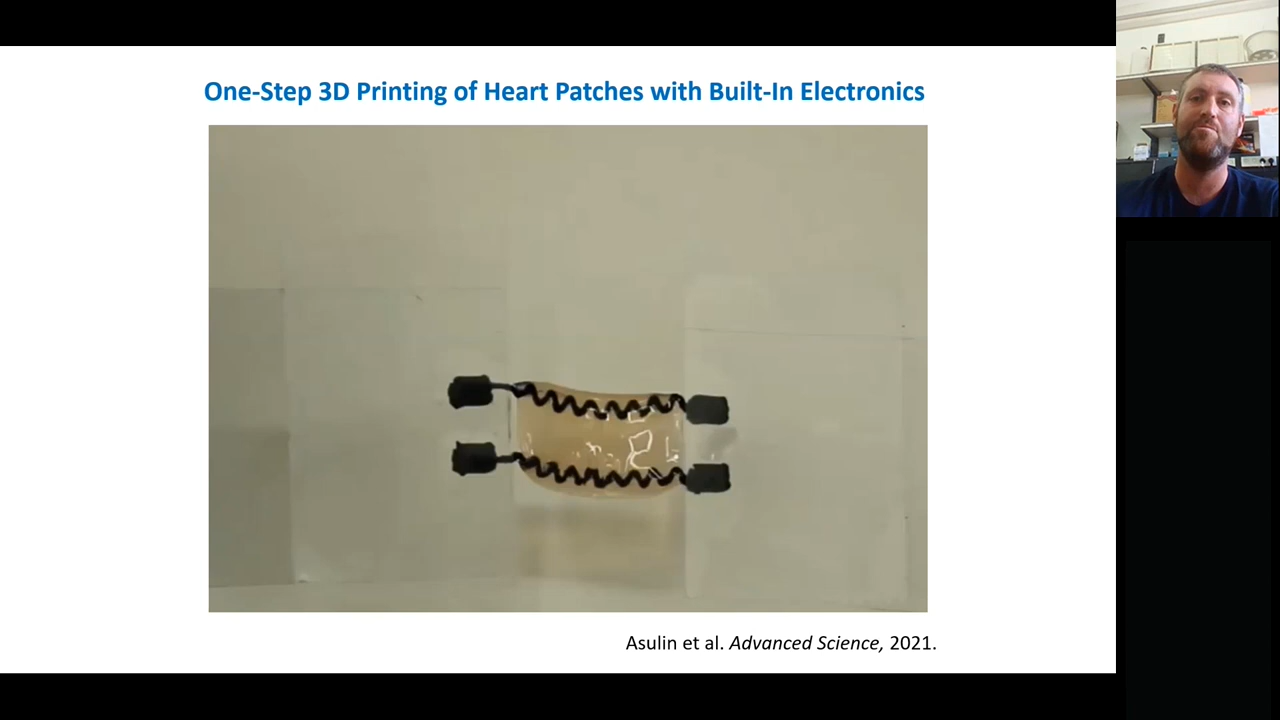 One-Step 3D Printing of Heart Patches with Built-In Electronics
Asulin et al. Advanced Science, 2021.